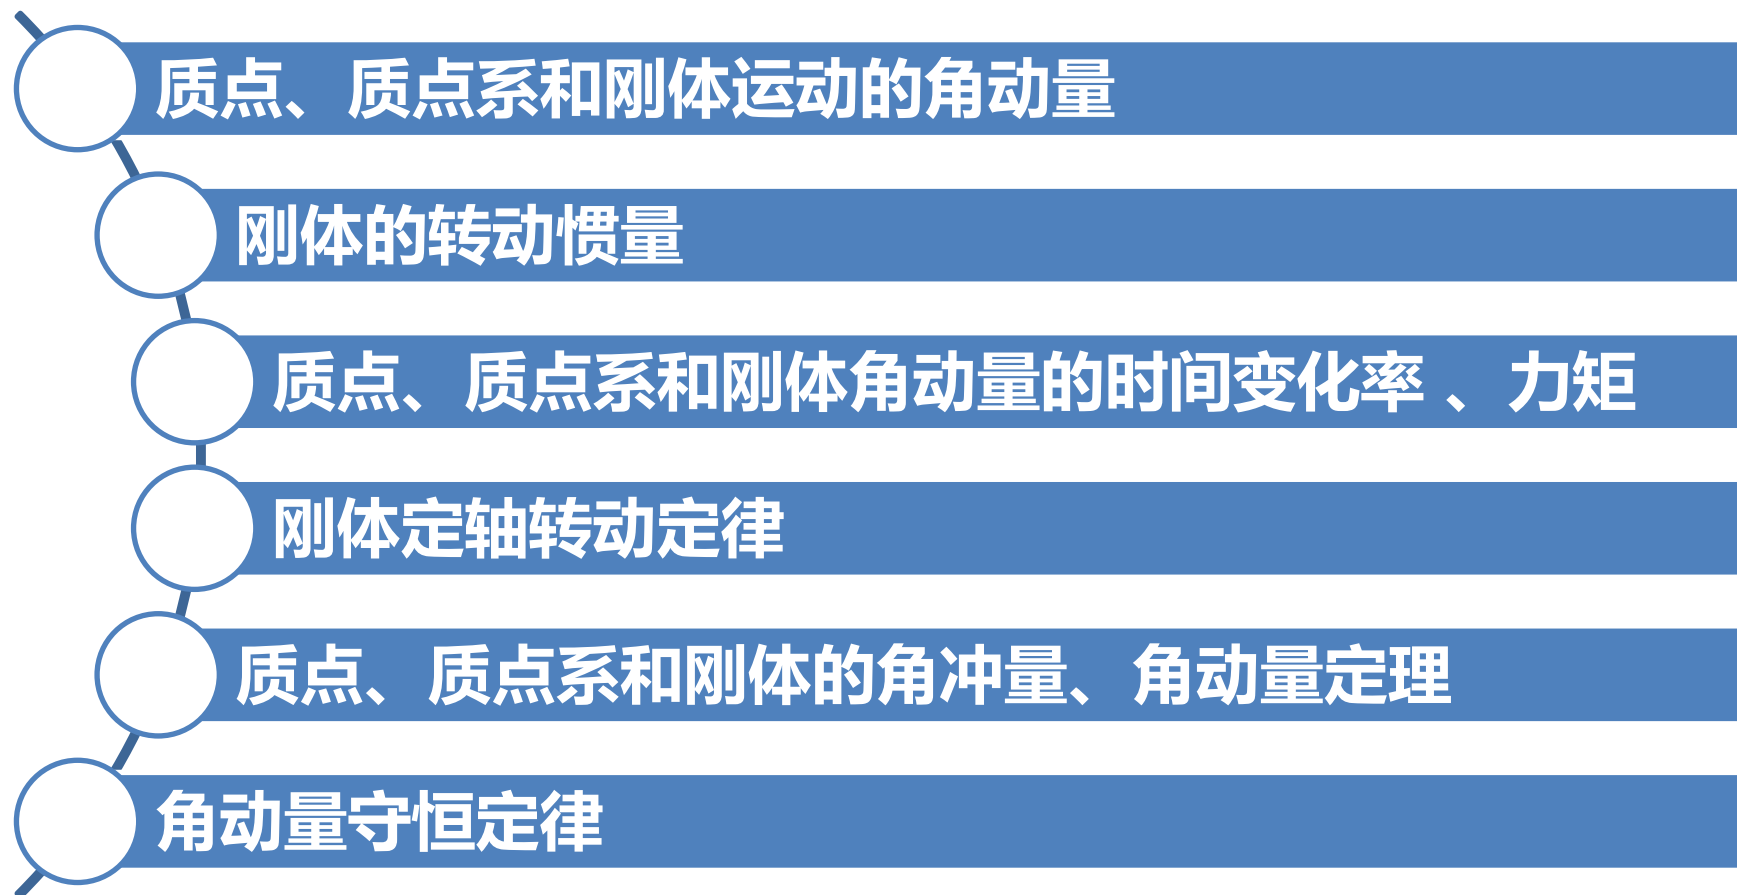 质点、质点系和刚体运动的角动量
刚体的转动惯量
质点、质点系和刚体角动量的时间变化率 、力矩
刚体定轴转动定律
质点、质点系和刚体的角冲量、角动量定理
角动量守恒定律